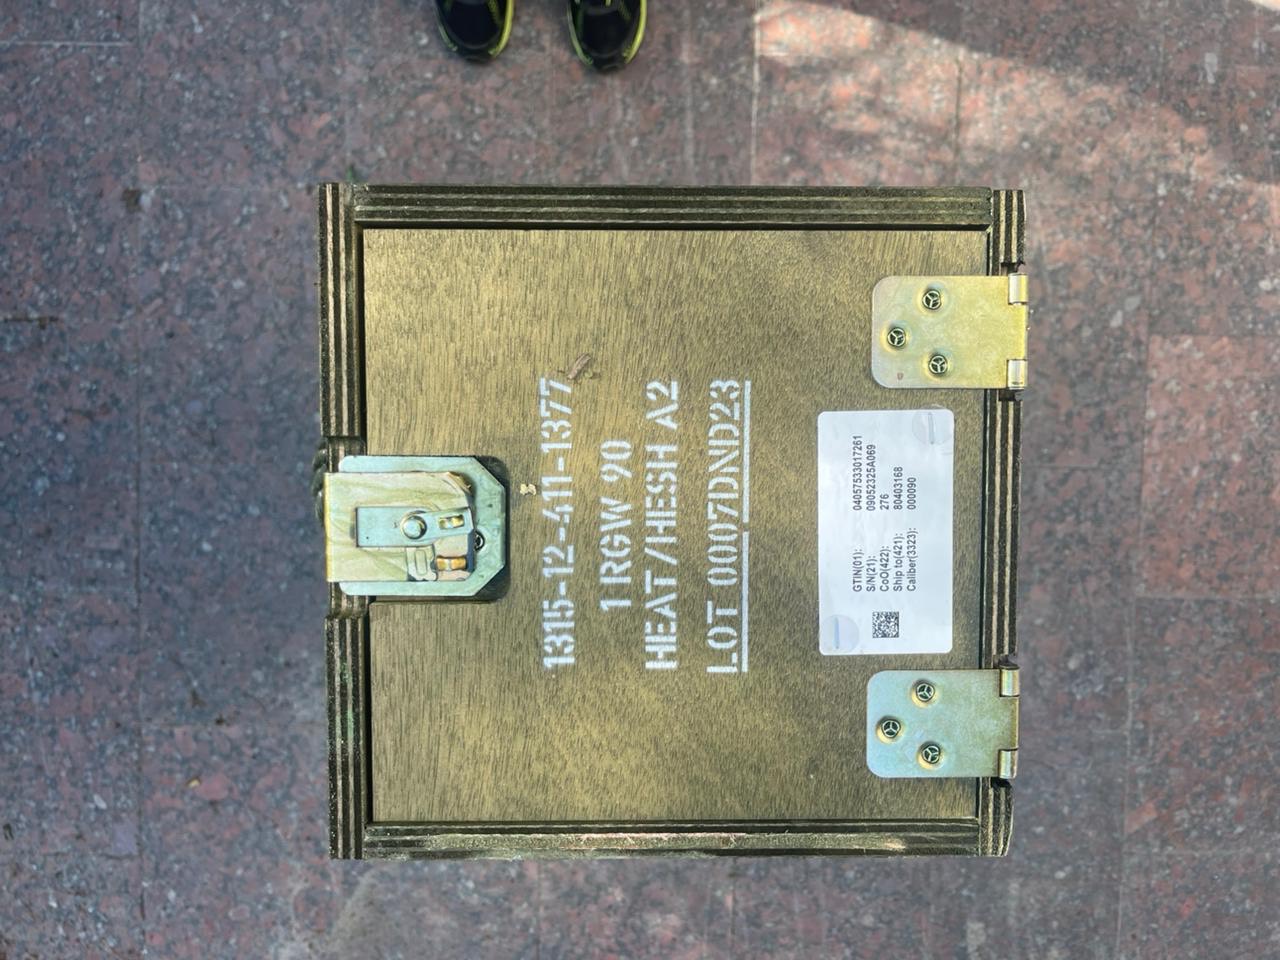 1315-12-411-1377
1 RGW 90
HEAT/HESH A2
LOT 0007DND23
GTIN(01): 04057533017261
S/N(21): 09052325A069
CoO(422): 276
Ship to(421): 80403168
Caliber(3323): 000090